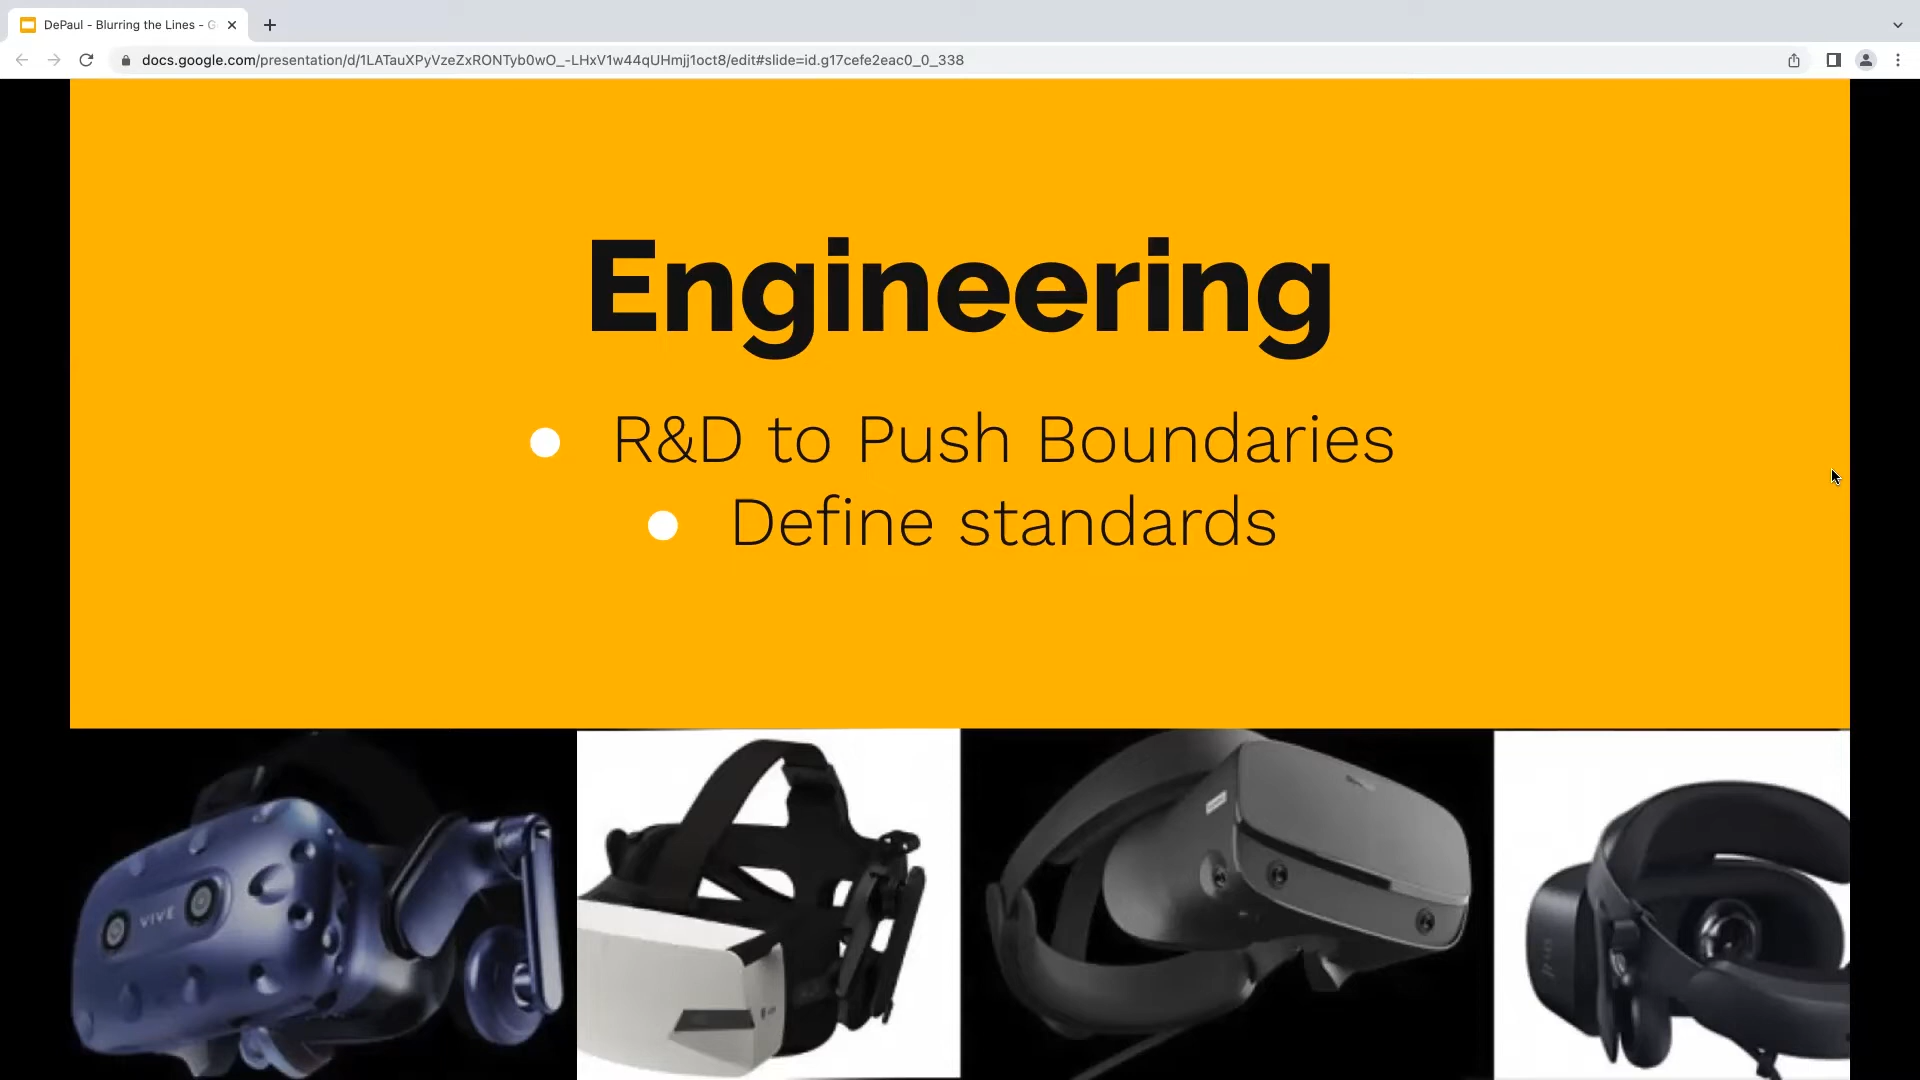 DePaul - Blurring the Lines - G
docs.google.com/presentation/d/1LATauXPyVzeZxRONTyb0wO_-LHxV1w44qUHmjj1oct8/edit#slide=id.g17cefe2eac0_0_338
Engineering
R&D to Push Boundaries
Define standards
VIVE